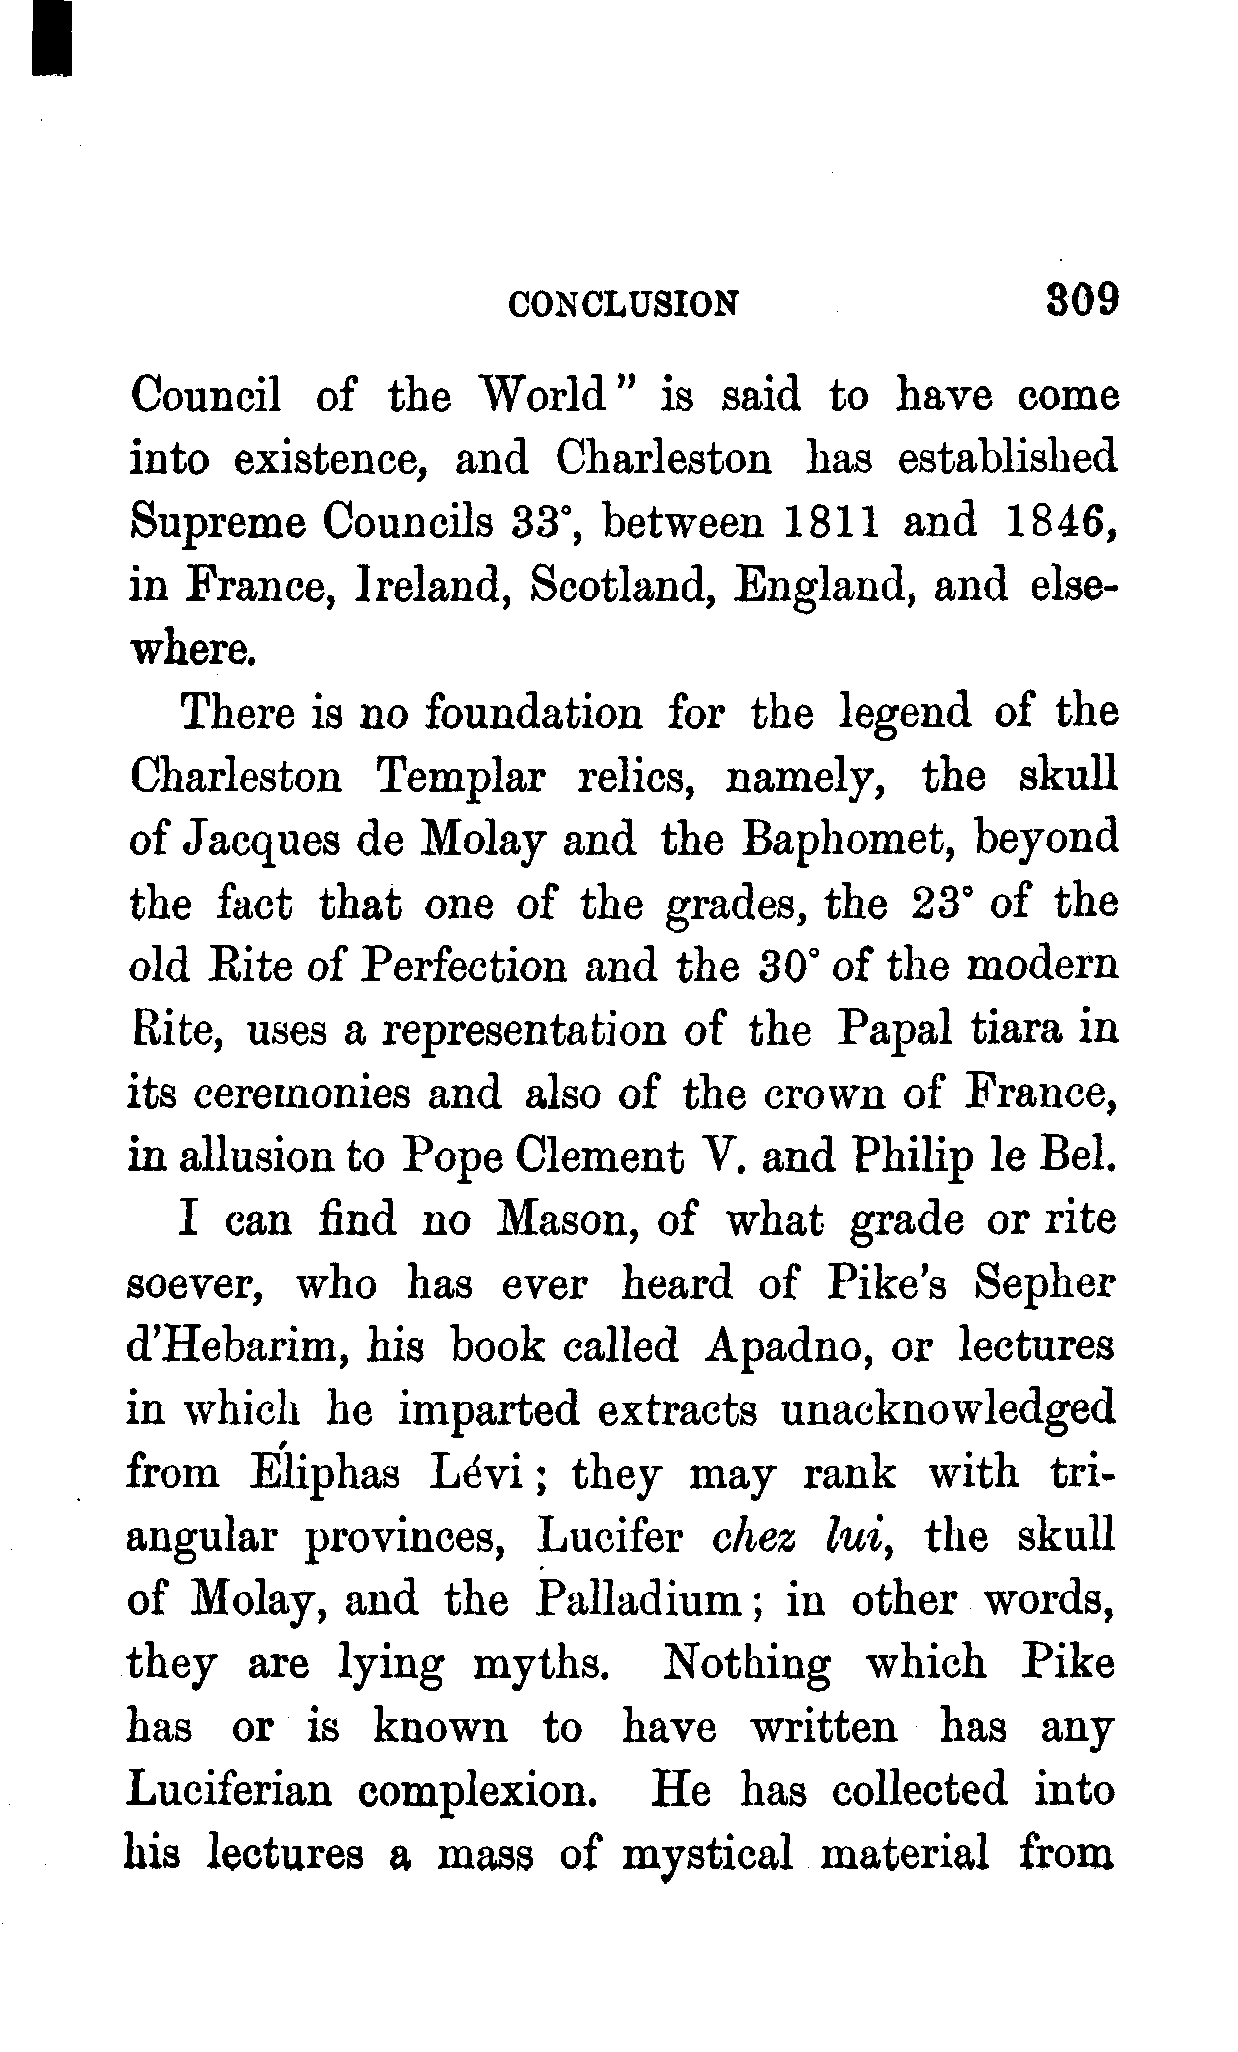 CONCLUSION 309
Council of the World" is said to have come
into existence, and Charleston has established
Supreme Councils 33°, between 1811 and 1846,
in France, Ireland, Scotland, England, and else-
where.
There is no foundation for the legend of the
Charleston Templar relics, namely, the skull
of Jacques de Molay and the Baphomet, beyond
the fact that one of the grades, the 23° of the
old Rite of Perfection and the 30° of the modern
Rite, uses a representation of the Papal tiara in
its ceremonies and also of the crown of France,
in allusion to Pope Clement V. and Philip le Bel.
I can find no Mason, of what grade or rite
soever, who has ever heard of Pike's Sepher
d'Hebarim, his book called Apadno, or lectures
in which he imparted extracts unacknowledged
from Éliphas Lévi; they may rank with tri-
angular provinces, Lucifer chez lui, the skull
of Molay, and the Palladium; in other words,
they are lying myths. Nothing which Pike
has or is known to have written has any
Luciferian complexion. He has collected into
his lectures a mass of mystical material from